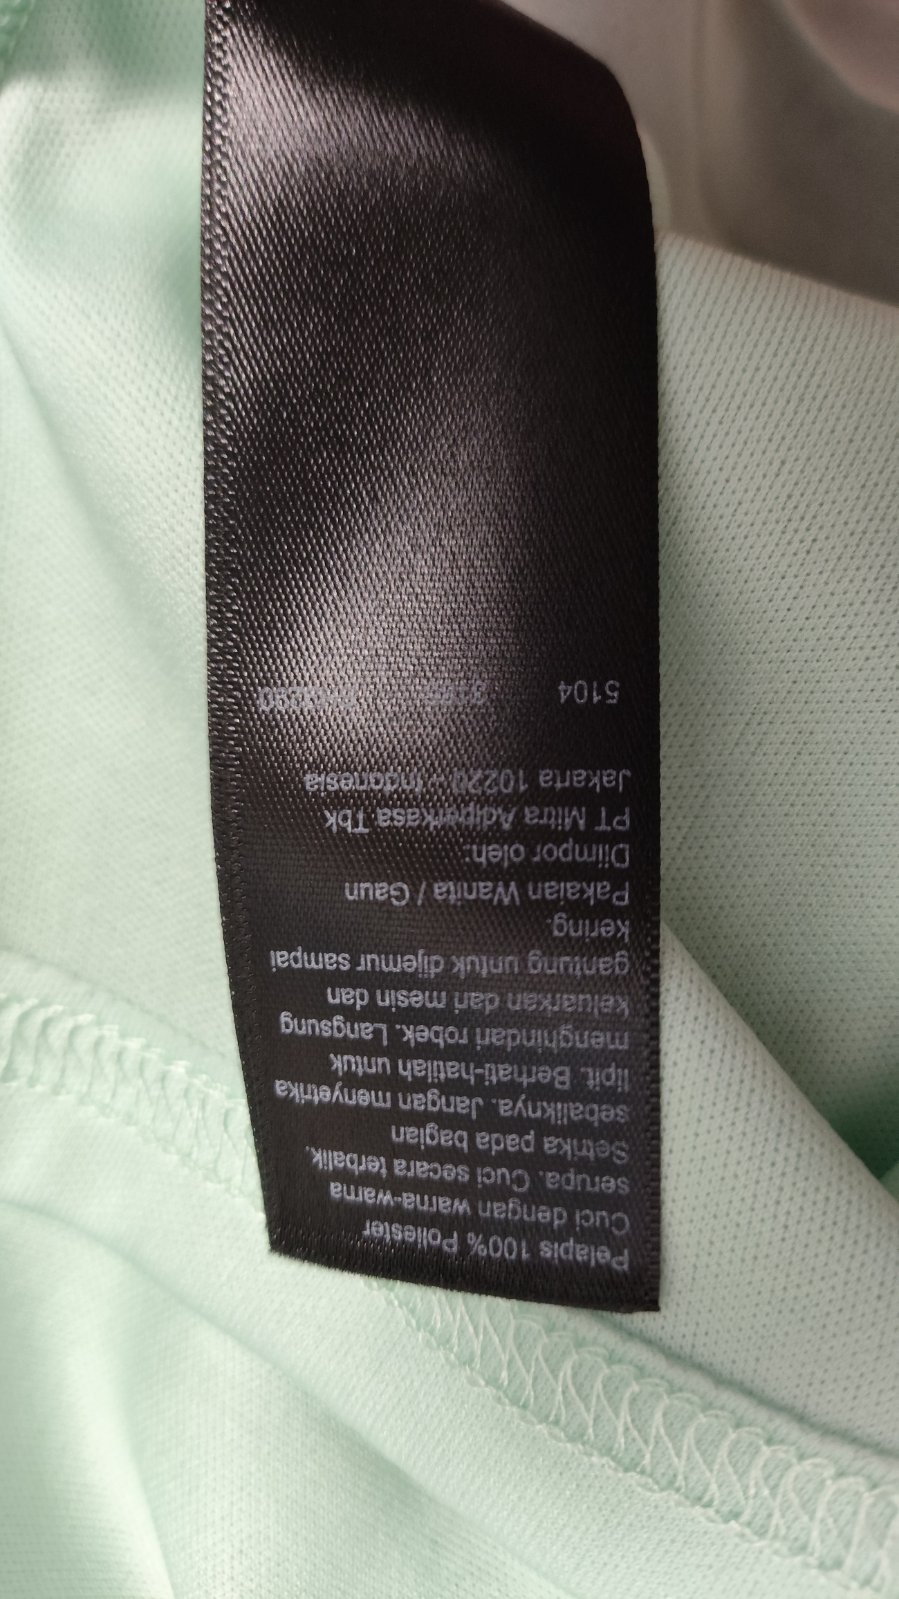 Pelapis 100% Poliester
Cuci dengan warna-warna
serupa. Cuci secara terbalik.
Setrika pada bagian
sebaliknya. Jangan menyetrika
lipit. Berhati-hatilah untuk
menghindari robek. Langsung
keluarkan dari mesin dan
gantung untuk dijemur sampai
kering.
Pakaian Wanita / Gaun
Diimpor oleh:
PT Mitra Adiperkasa Tbk
Jakarta 10220 – Indonesia
5104